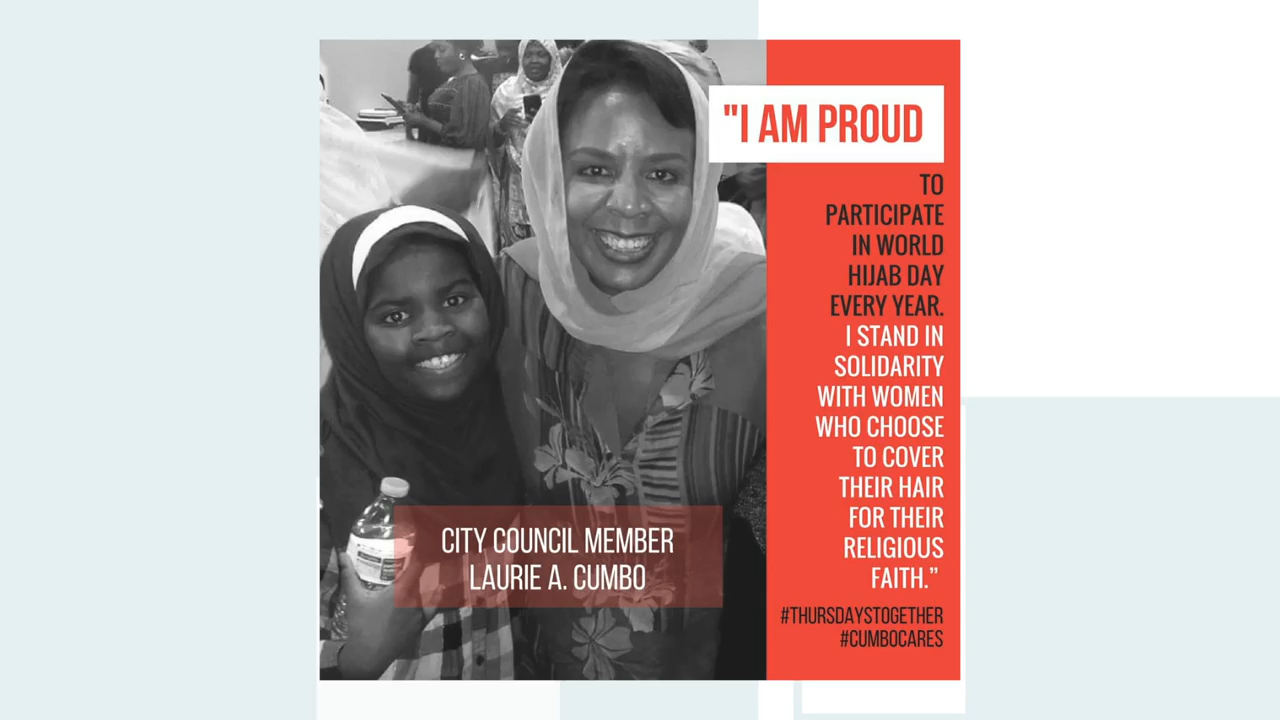 "I AM PROUD
TO
PARTICIPATE
IN WORLD
HIJAB DAY
EVERY YEAR.
I STAND IN
SOLIDARITY
WITH WOMEN
WHO CHOOSE
TO COVER
THEIR HAIR
FOR THEIR
RELIGIOUS
FAITH.”
#THURSDAYSTOGETHER
#CUMBOCARES
CITY COUNCIL MEMBER
LAURIE A. CUMBO